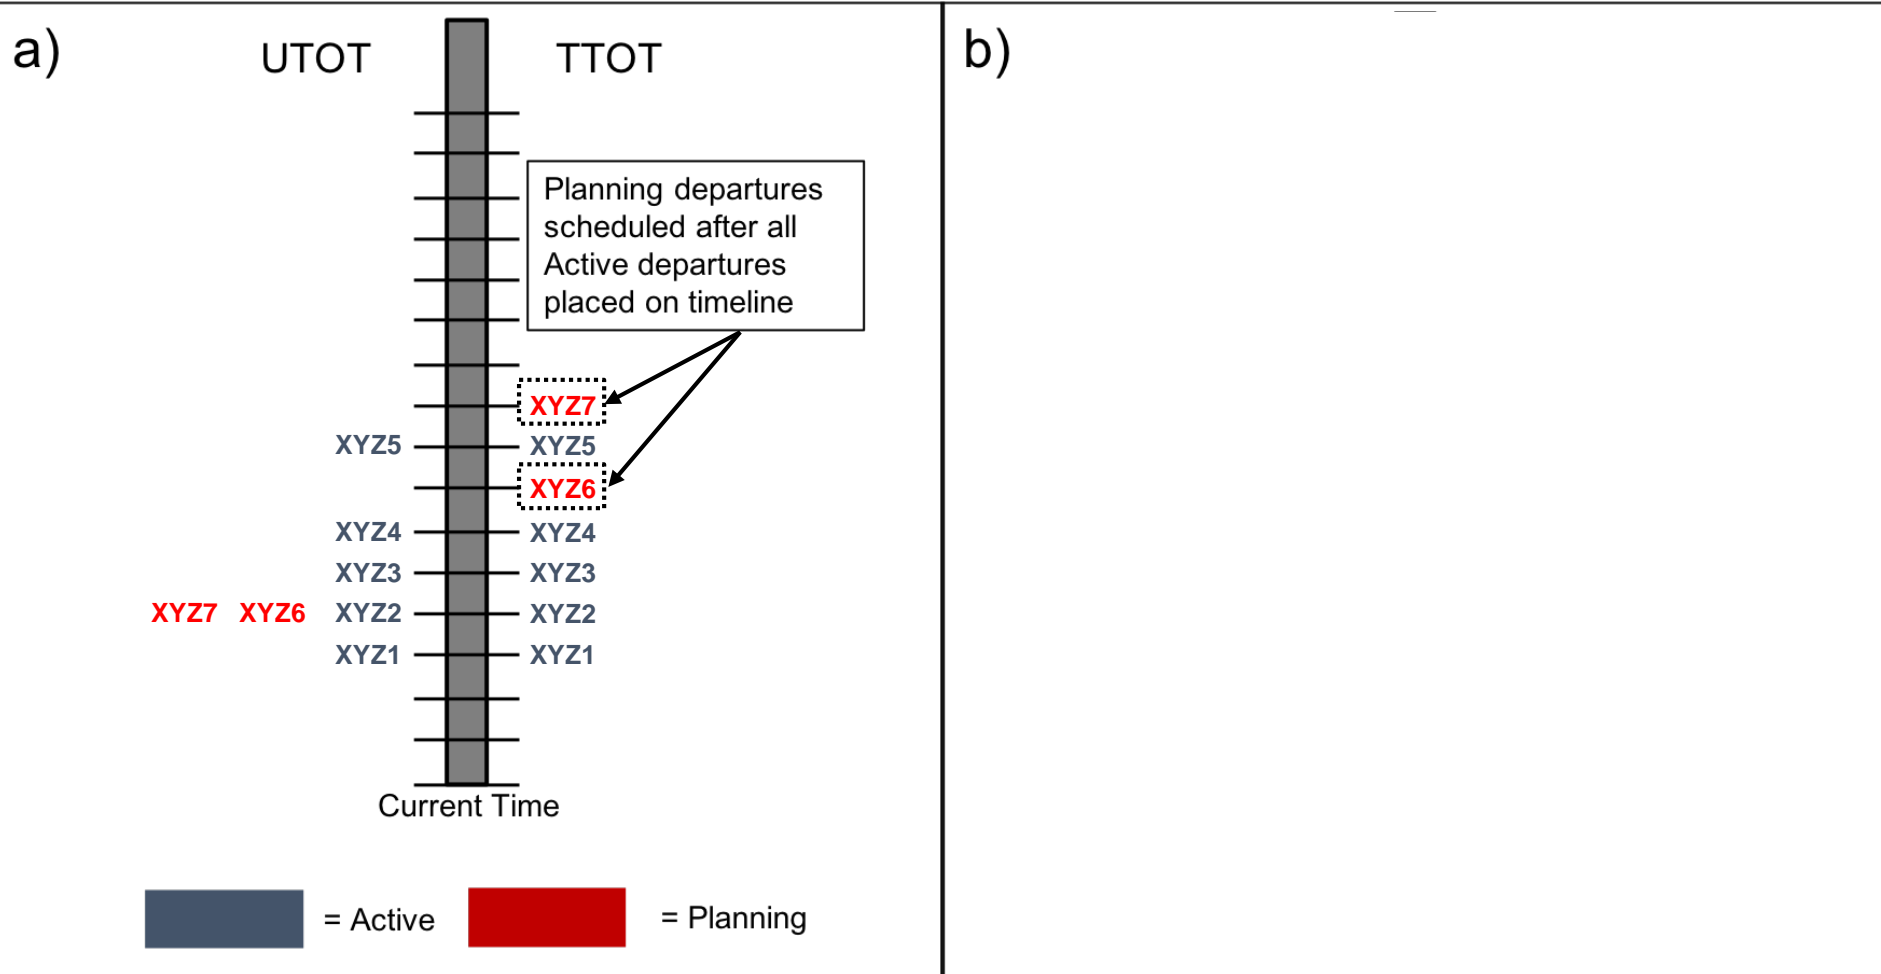 a)
UTOT
TTOT
b)
Planning departures
scheduled after all
Active departures
placed on timeline
XYZ7
XYZ5 XYZ5
XYZ6
XYZ4 XYZ4
XYZ3 XYZ3
XYZ7 XYZ6 XYZ2 XYZ2
XYZ1 XYZ1
Current Time
= Active
= Planning